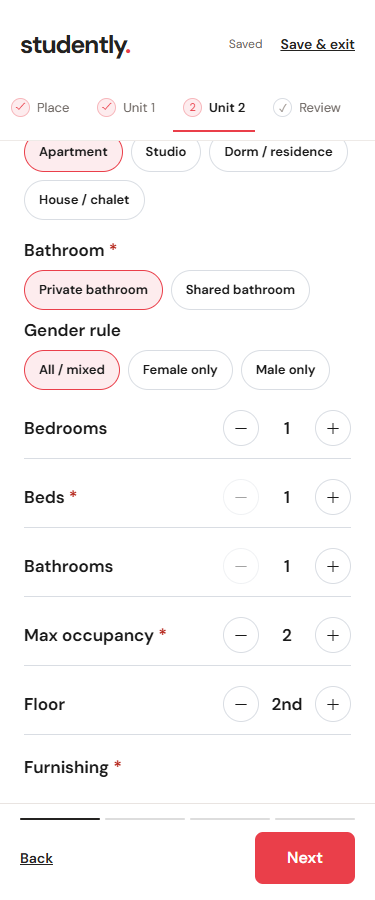 studently.
Saved Save & exit
Place Unit 1 2 Unit 2 Review
Apartment Studio Dorm / residence
House / chalet
Bathroom *
Private bathroom Shared bathroom
Gender rule
All / mixed Female only Male only
Bedrooms − 1 +
Beds * − 1 +
Bathrooms − 1 +
Max occupancy * − 2 +
Floor − 2nd +
Furnishing *
Back Next